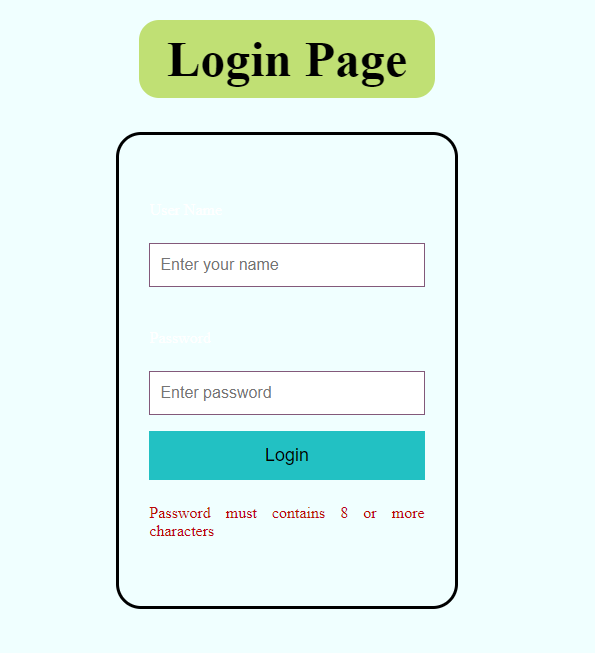 Login Page
User Name
Enter your name
Password
Enter password
Login
Password must contains 8 or more
characters